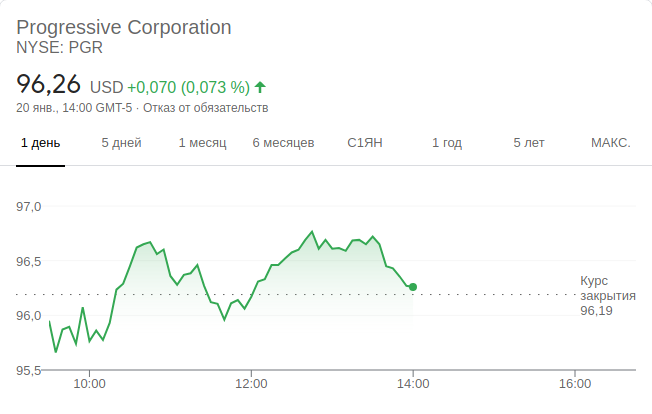 Progressive Corporation
NYSE: PGR
96,26 USD +0,070 (0,073 %)
20 янв., 14:00 GMT-5 · Отказ от обязательств
1 день 5 дней 1 месяц 6 месяцев С1ЯН 1 год 5 лет МАКС.
97,0
96,5
Курс
закрытия
96,19
96,0
95,5
10:00 12:00 14:00 16:00